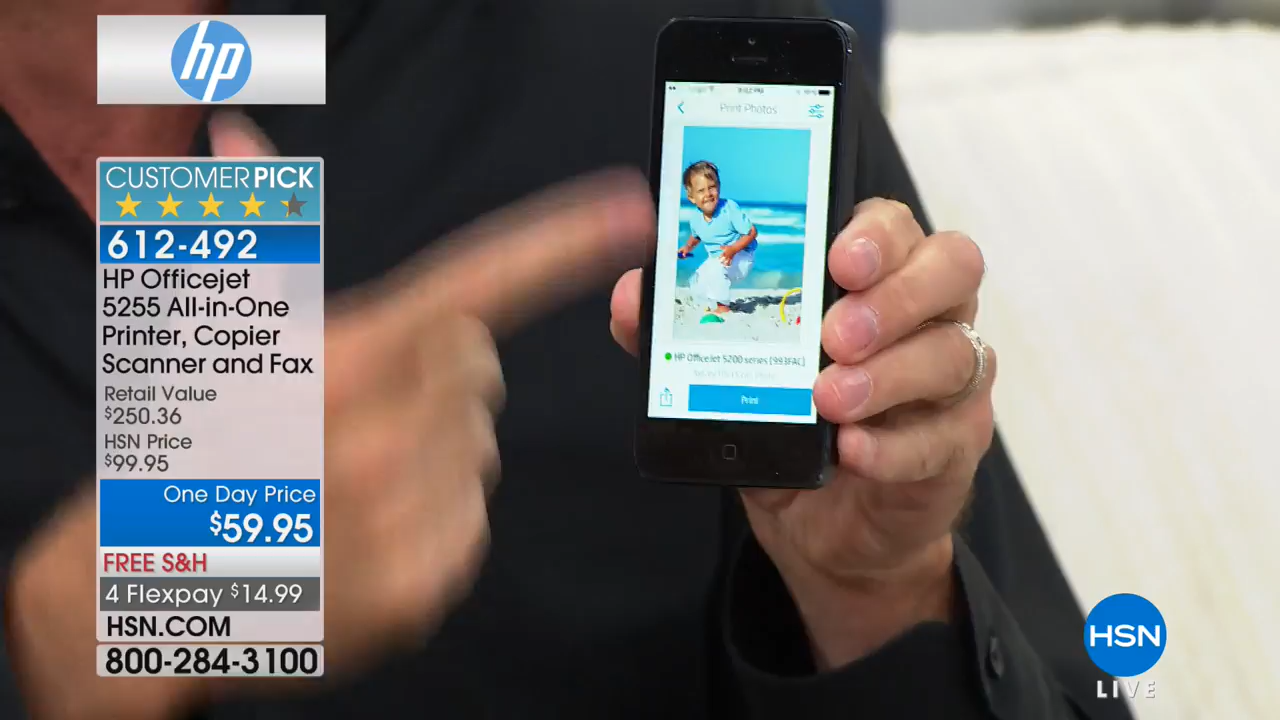 hp
CUSTOMERPICK
612-492
HP Officejet
5255 All-in-One
Printer, Copier
Scanner and Fax
Retail Value
$250.36
HSN Price
$99.95
One Day Price
$59.95
FREE S&H
4 Flexpay $14.99
HSN.COM
800-284-3100
Print Photos
HP OfficeJet 5200 series [993FAC]
Print
HSN
LIVE